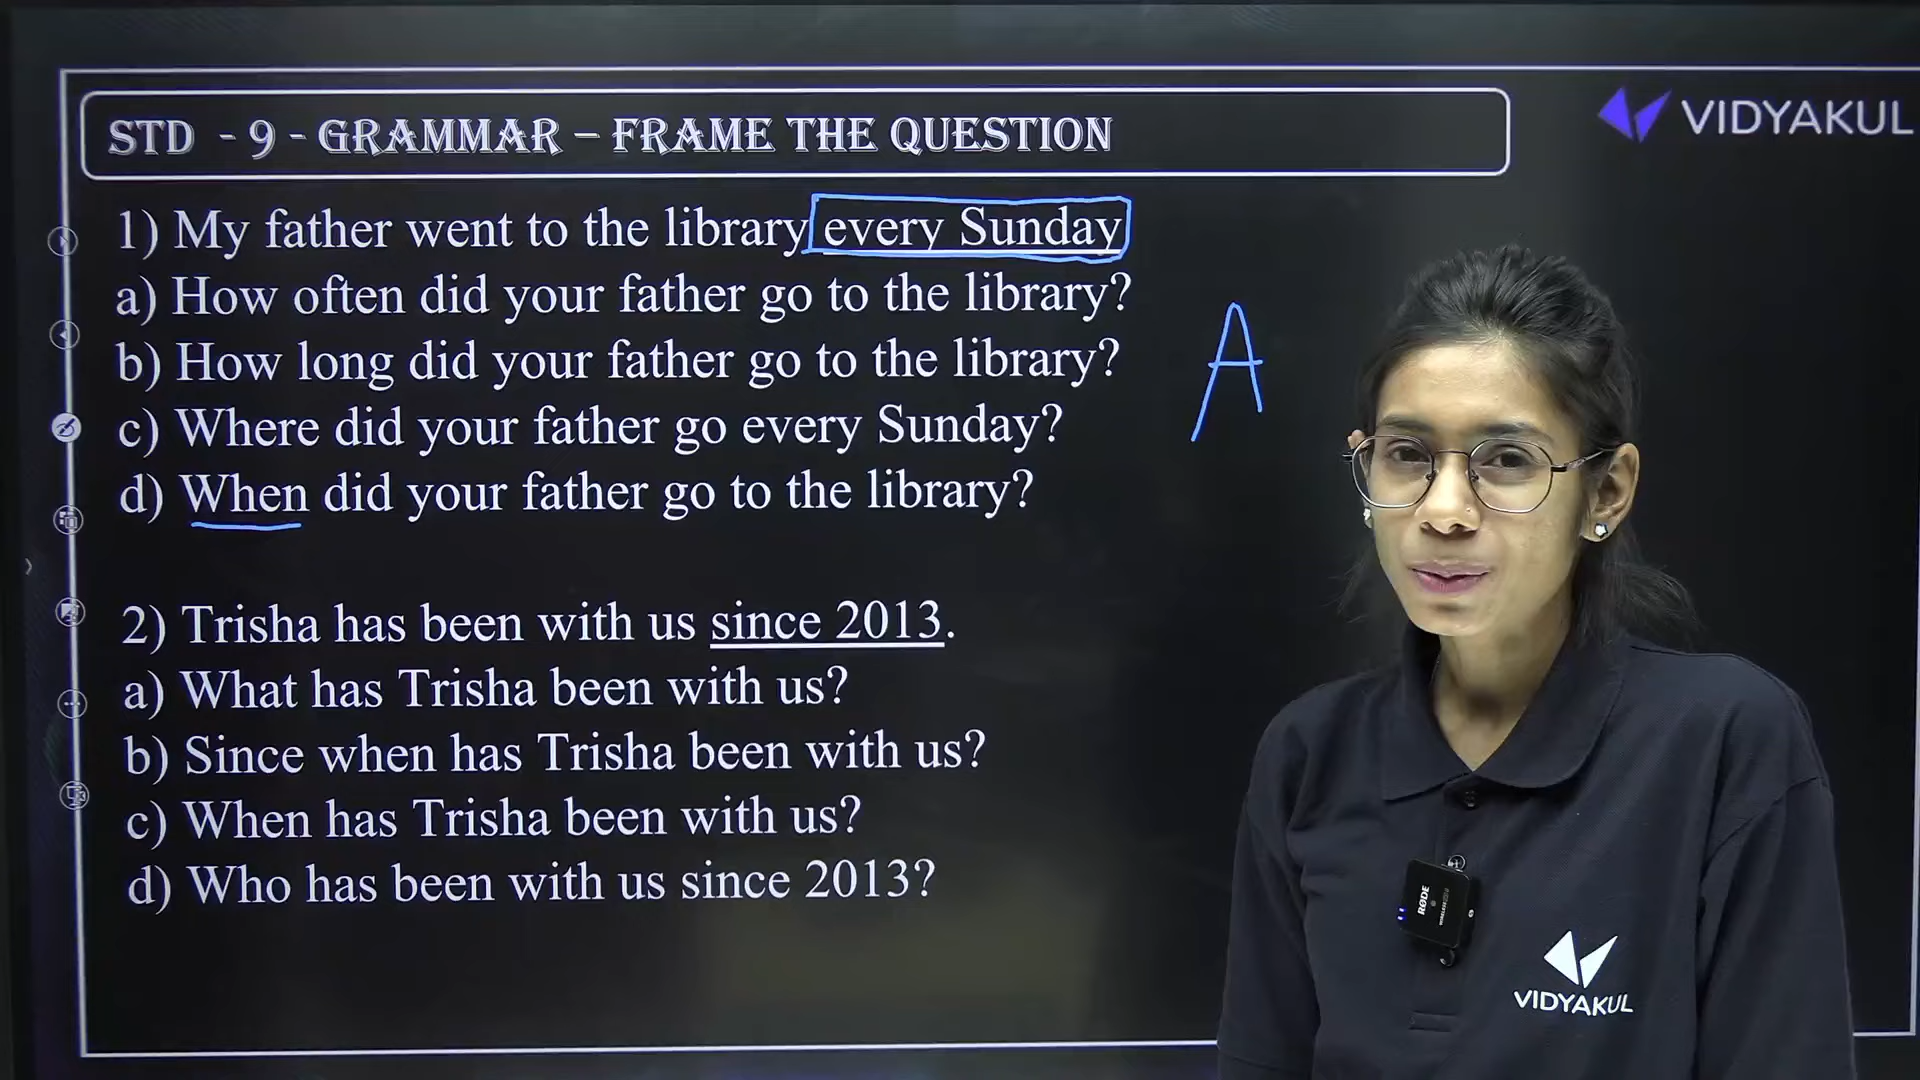 STD - 9 - GRAMMAR – FRAME THE QUESTION
VIDYAKUL
1) My father went to the library every Sunday
a) How often did your father go to the library?
b) How long did your father go to the library?
c) Where did your father go every Sunday?
d) When did your father go to the library?
A
2) Trisha has been with us since 2013.
a) What has Trisha been with us?
b) Since when has Trisha been with us?
c) When has Trisha been with us?
d) Who has been with us since 2013?
RØDE
VIDYAKUL